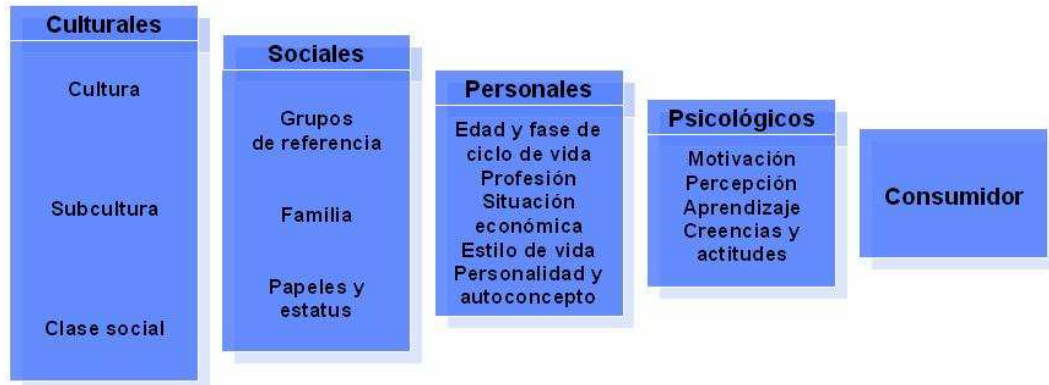 Culturales
Cultura
Subcultura
Clase social
Sociales
Grupos
de referencia
Familia
Papeles y
estatus
Personales
Edad y fase de
ciclo de vida
Profesión
Situación
económica
Estilo de vida
Personalidad y
autoconcepto
Psicológicos
Motivación
Percepción
Aprendizaje
Creencias y
actitudes
Consumidor